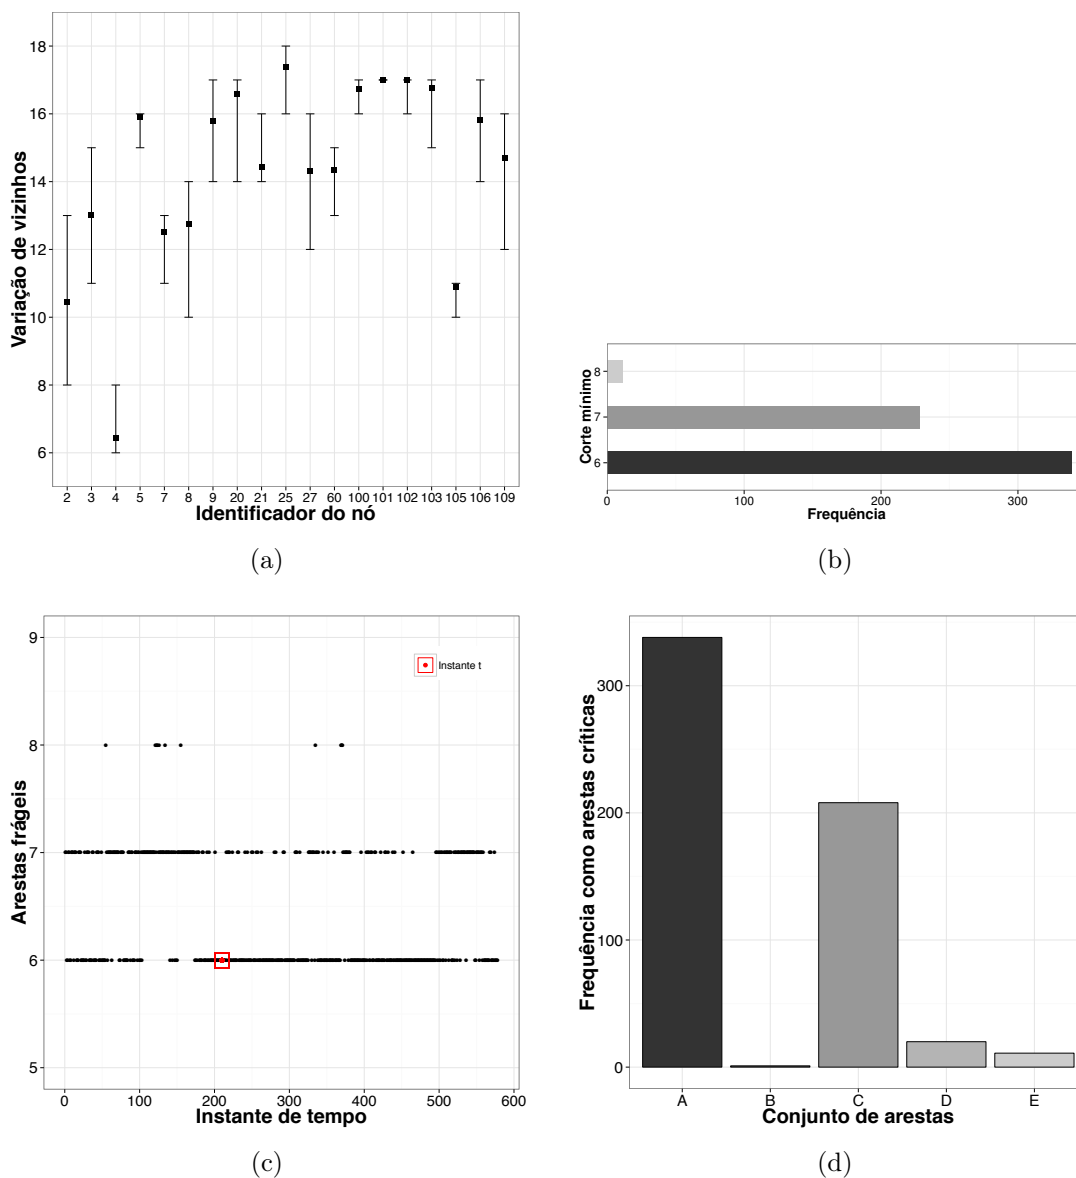 18
16
14
12
10
8
6
Variação de vizinhos
2 3 4 5 7 8 9 20 21 25 27 60 100 101 102 103 105 106 109
Identificador do nó
(a)
8
7
6
Corte mínimo
0 100 200 300
Frequência
(b)
9
8
7
6
5
Arestas frágeis
Instante t
0 100 200 300 400 500 600
Instante de tempo
(c)
300
200
100
0
Frequência como arestas críticas
A B C D E
Conjunto de arestas
(d)